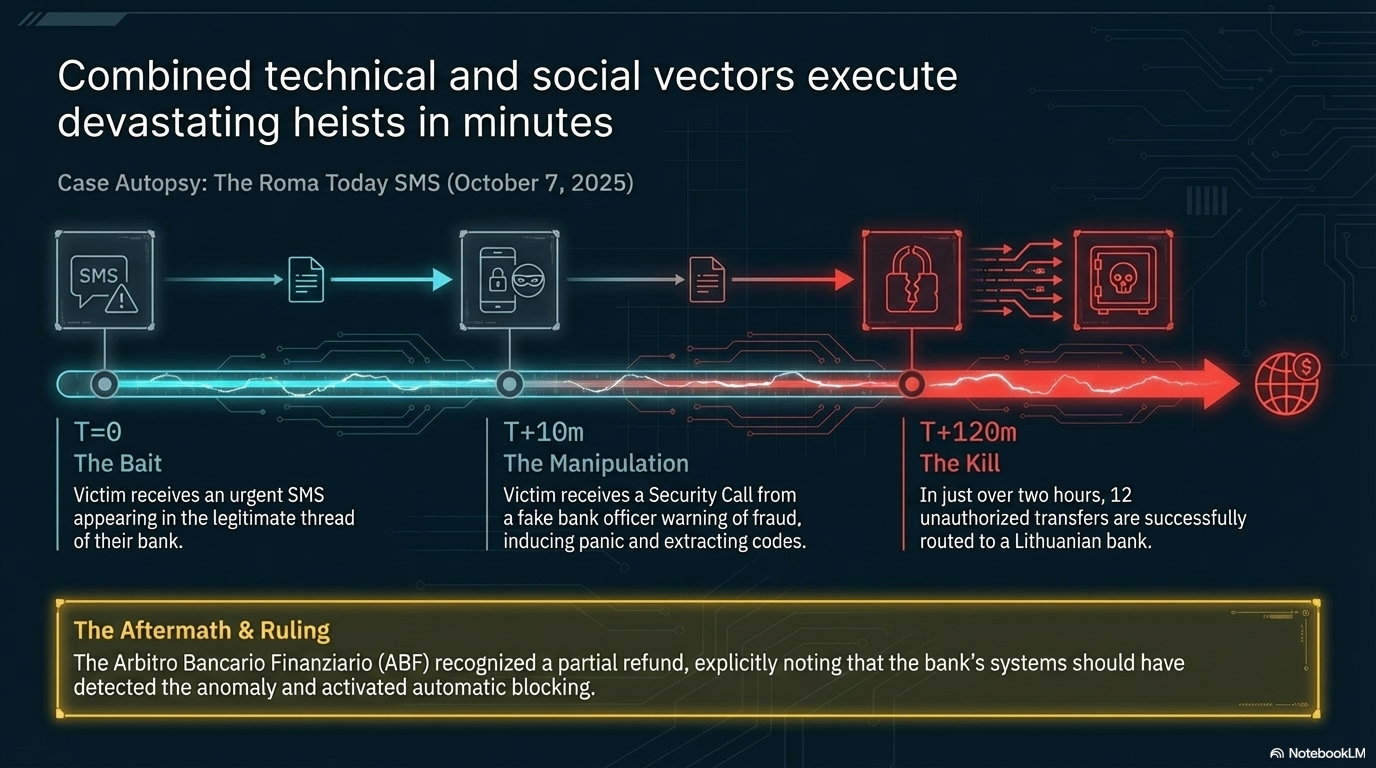 Combined technical and social vectors execute
devastating heists in minutes
Case Autopsy: The Roma Today SMS (October 7, 2025)
SMS
$
T=0
The Bait
Victim receives an urgent SMS
appearing in the legitimate thread
of their bank.
T+10m
The Manipulation
Victim receives a Security Call from
a fake bank officer warning of fraud,
inducing panic and extracting codes.
T+120m
The Kill
In just over two hours, 12
unauthorized transfers are successfully
routed to a Lithuanian bank.
The Aftermath & Ruling
The Arbitro Bancario Finanziario (ABF) recognized a partial refund, explicitly noting that the bank's systems should have
detected the anomaly and activated automatic blocking.
NotebookLM